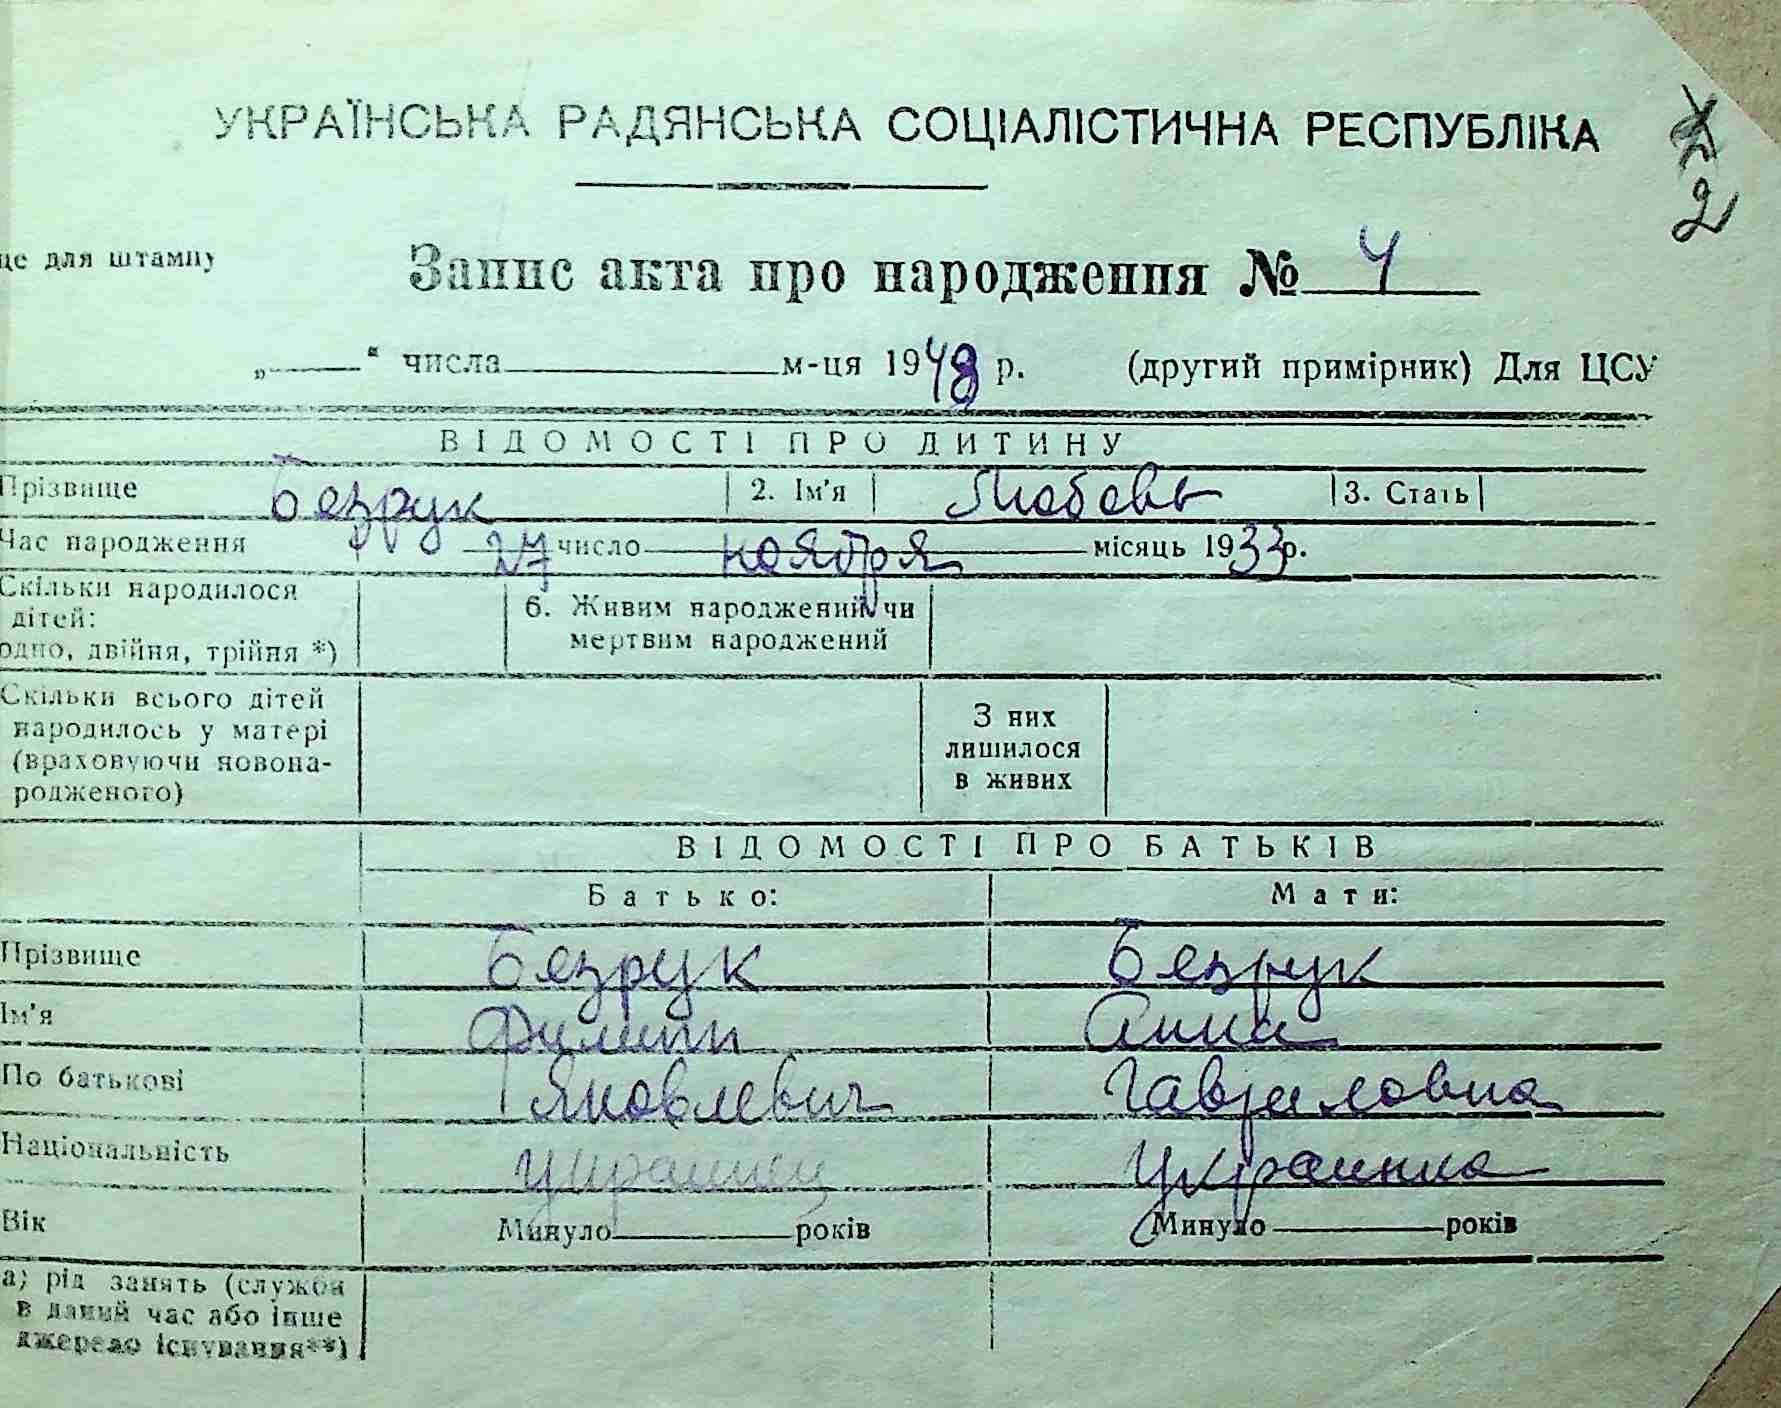 УКРАЇНСЬКА РАДЯНСЬКА СОЦІАЛІСТИЧНА РЕСПУБЛІКА
2
це для штампу
Запис акта про народження № 4
„ “ числа м-ця 1948 р. (другий примірник) Для ЦСУ
ВІДОМОСТІ ПРО ДИТИНУ
Прізвище Безрук 2. Ім'я Любовь 3. Стать
Час народження 27 число ноября місяць 1933 р.
Скільки народилося дітей: одно, двійня, трійня *)
6. Живим народжений чи мертвим народжений
Скільки всього дітей народилось у матері (враховуючи новонародженого)
З них лишилося в живих
ВІДОМОСТІ ПРО БАТЬКІВ
Батько: Мати:
Прізвище Безрук Безрук
Ім'я Филипп Анна
По батькові Яковлевич Гавриловна
Національність украинец украинка
Вік Минуло років Минуло років
а) рід занять (служби
в даний час або інше
джерело існування**)